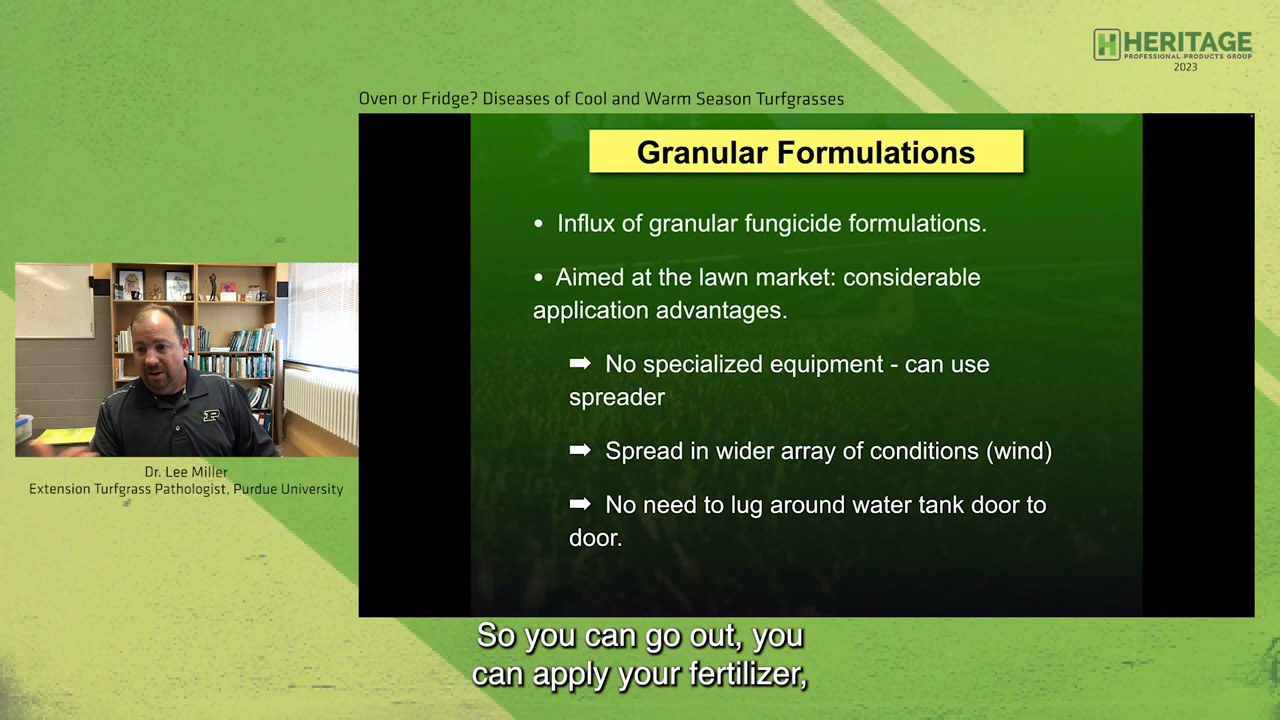 HERITAGE
PROFESSIONAL PRODUCTS GROUP
2023
Oven or Fridge? Diseases of Cool and Warm Season Turfgrasses
Granular Formulations
• Influx of granular fungicide formulations.
• Aimed at the lawn market: considerable
application advantages.
➡ No specialized equipment - can use
spreader
➡ Spread in wider array of conditions (wind)
➡ No need to lug around water tank door to
door.
P
Dr. Lee Miller
Extension Turfgrass Pathologist, Purdue University
So you can go out, you
can apply your fertilizer,